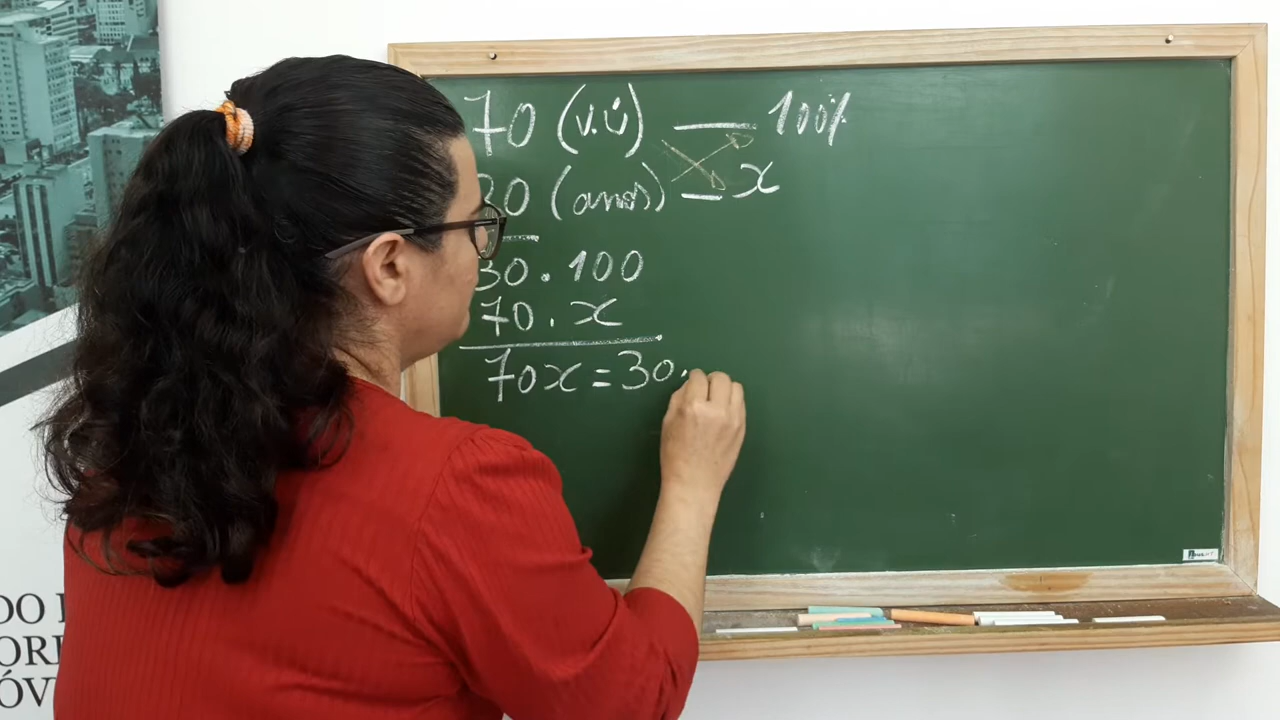 70 (v.ú) — 100%
30 (anos) — x
30 . 100
70 . x
70x = 30.